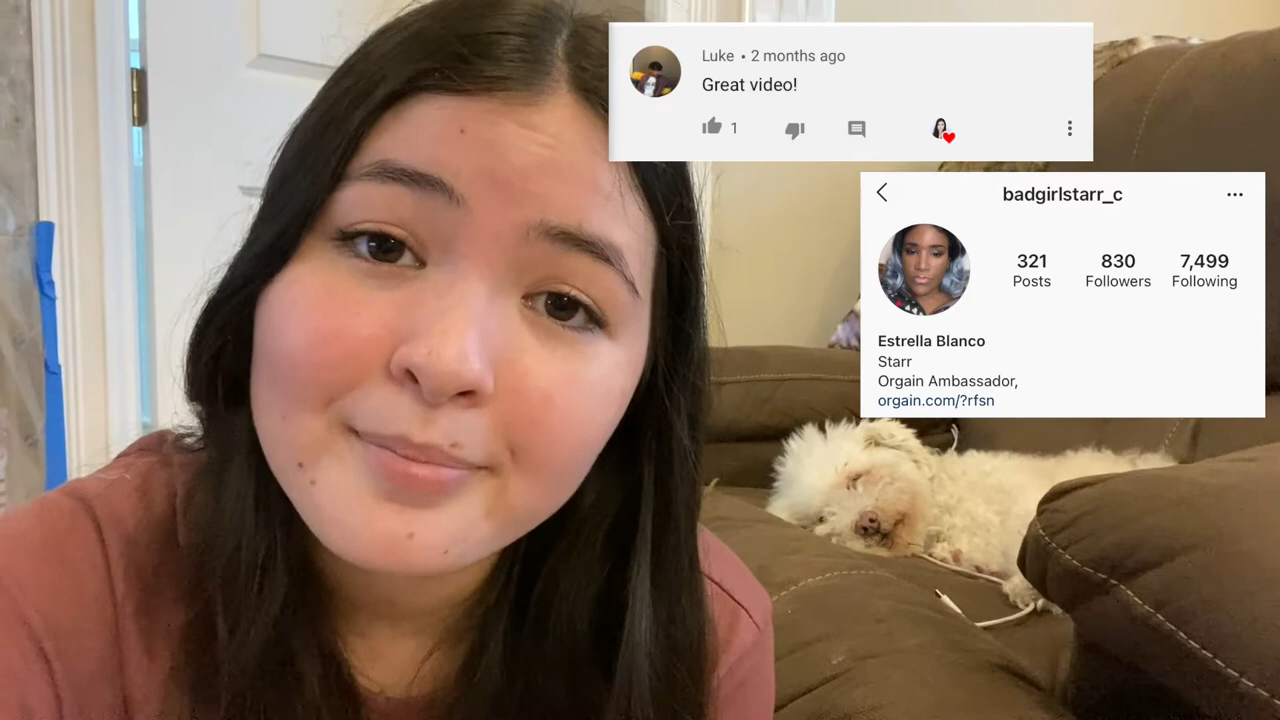 Luke • 2 months ago
Great video!
1
badgirlstarr_c
321 830 7,499
Posts Followers Following
Estrella Blanco
Starr
Orgain Ambassador,
orgain.com/?rfsn